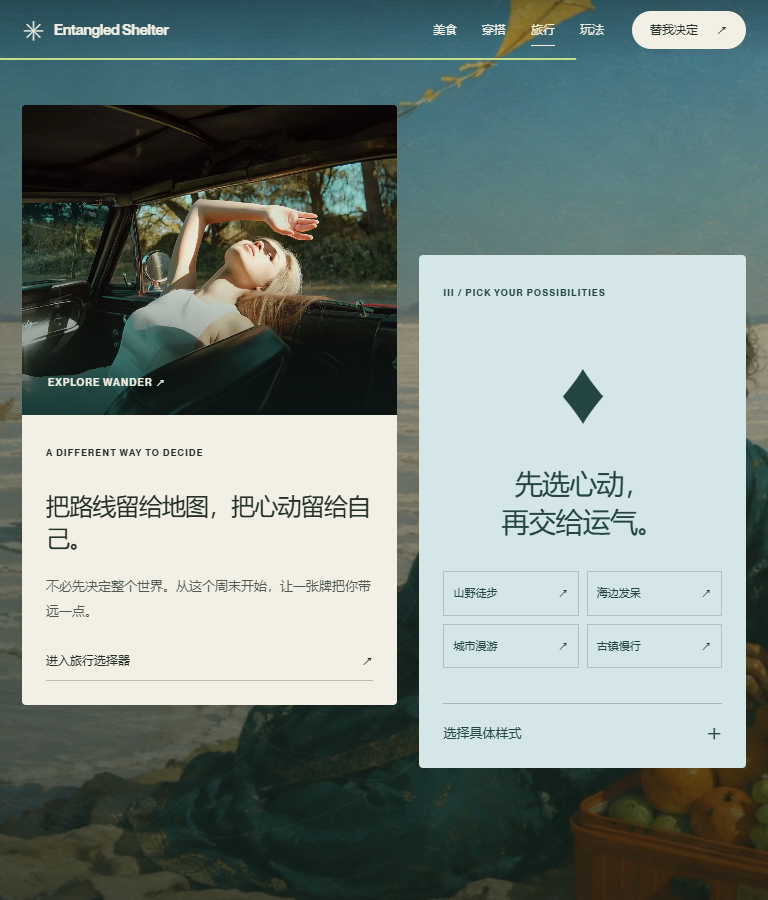 Entangled Shelter
美食 穿搭 旅行 玩法 替我决定 ↗
EXPLORE WANDER ↗
A DIFFERENT WAY TO DECIDE
把路线留给地图，把心动留给自
己。
不必先决定整个世界。从这个周末开始，让一张牌把你带
远一点。
进入旅行选择器 ↗
III / PICK YOUR POSSIBILITIES
先选心动，
再交给运气。
山野徒步 ↗
海边发呆 ↗
城市漫游 ↗
古镇慢行 ↗
选择具体样式 +